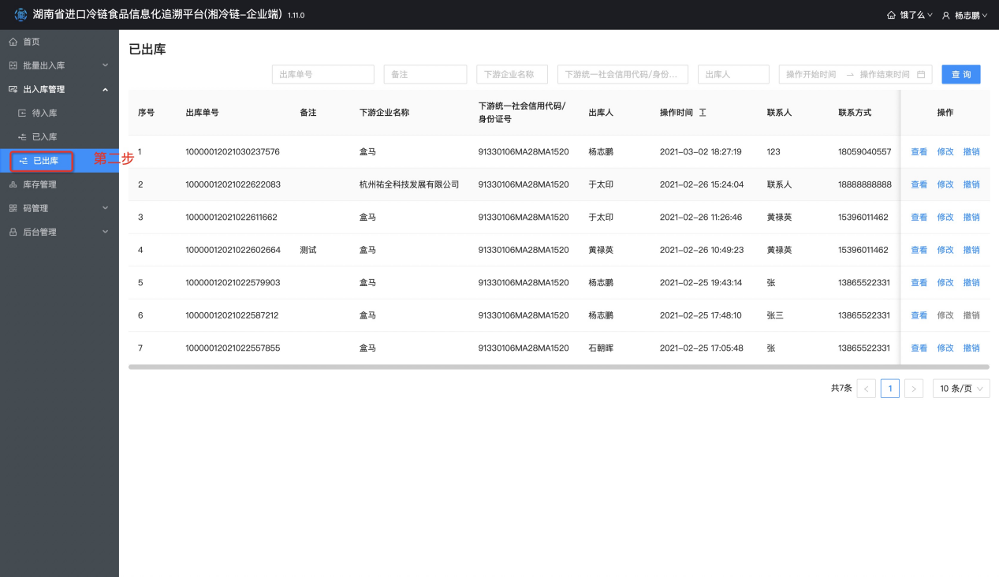 湖南省进口冷链食品信息化追溯平台(湘冷链-企业端) 1.11.0
饿了么 杨志鹏
首页
批量出入库
出入库管理
待入库
已入库
已出库 第二步
库存管理
码管理
后台管理
已出库
出库单号 备注 下游企业名称 下游统一社会信用代码/身份... 出库人 操作开始时间 → 操作结束时间 查 询
序号 出库单号 备注 下游企业名称 下游统一社会信用代码/身份证号 出库人 操作时间 联系人 联系方式 操作
1 10000012021030237576 盒马 91330106MA28MA1520 杨志鹏 2021-03-02 18:27:19 123 18059040557 查看 修改 撤销
2 10000012021022622083 杭州祐全科技发展有限公司 91330106MA28MA1520 于太印 2021-02-26 15:24:04 联系人 18888888888 查看 修改 撤销
3 10000012021022611662 盒马 91330106MA28MA1520 于太印 2021-02-26 11:26:46 黄禄英 15396011462 查看 修改 撤销
4 10000012021022602664 测试 盒马 91330106MA28MA1520 黄禄英 2021-02-26 10:49:23 黄禄英 15396011462 查看 修改 撤销
5 10000012021022579903 盒马 91330106MA28MA1520 杨志鹏 2021-02-25 19:43:14 张 13865522331 查看 修改 撤销
6 10000012021022587212 盒马 91330106MA28MA1520 杨志鹏 2021-02-25 17:48:10 张三 13865522331 查看 修改 撤销
7 10000012021022557855 盒马 91330106MA28MA1520 石朝晖 2021-02-25 17:05:48 张 13865522331 查看 修改 撤销
共7条 < 1 > 10 条/页